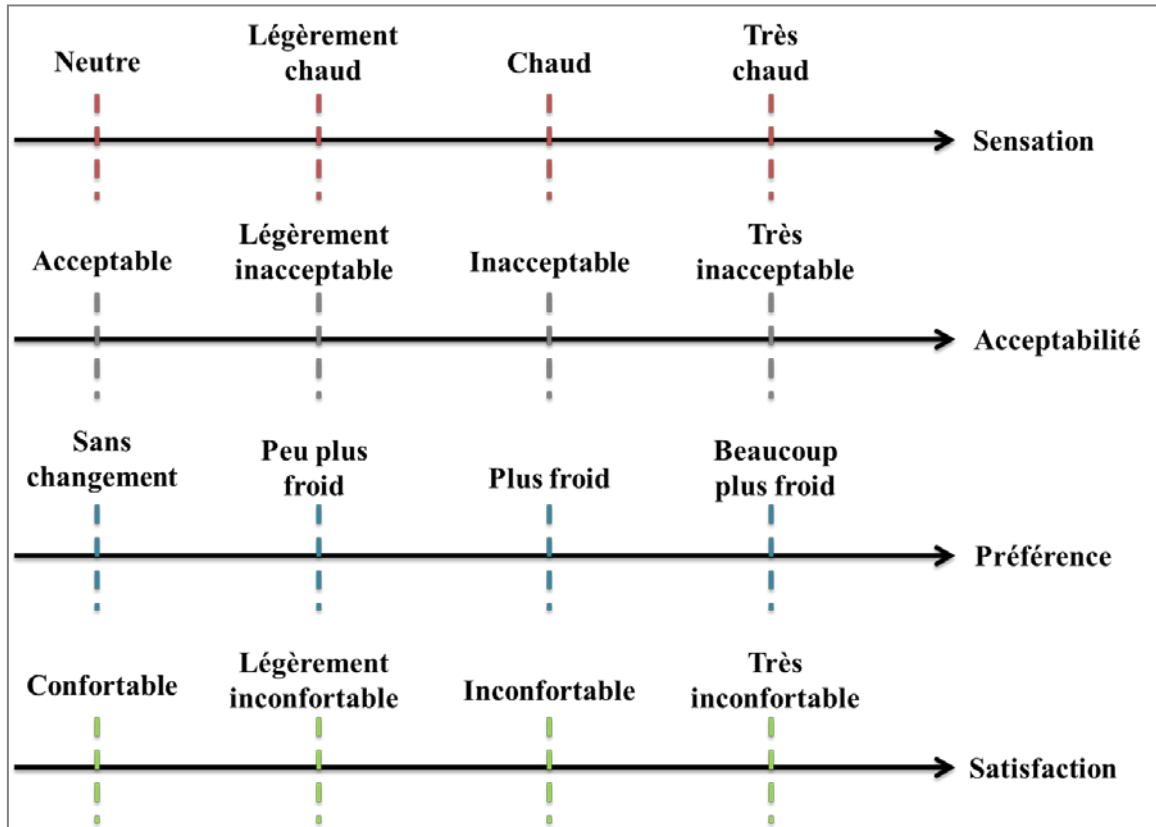 Neutre
Légèrement
chaud
Chaud
Très
chaud
Sensation
Acceptable
Légèrement
inacceptable
Inacceptable
Très
inacceptable
Acceptabilité
Sans
changement
Peu plus
froid
Plus froid
Beaucoup
plus froid
Préférence
Confortable
Légèrement
inconfortable
Inconfortable
Très
inconfortable
Satisfaction